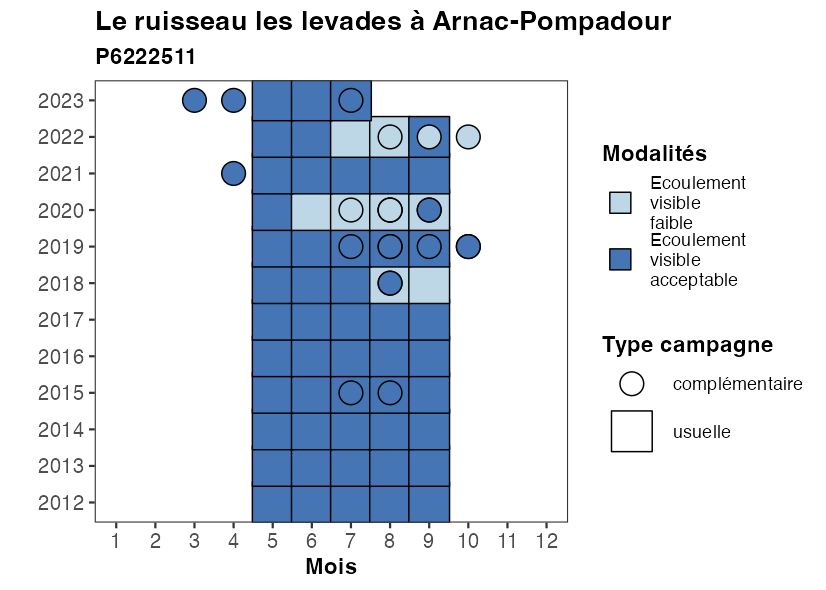 Le ruisseau les levades à Arnac-Pompadour
P6222511
2023
2022
2021
2020
2019
2018
2017
2016
2015
2014
2013
2012
1 2 3 4 5 6 7 8 9 10 11 12
Mois
Modalités
Ecoulement
visible
faible
Ecoulement
visible
acceptable
Type campagne
complémentaire
usuelle